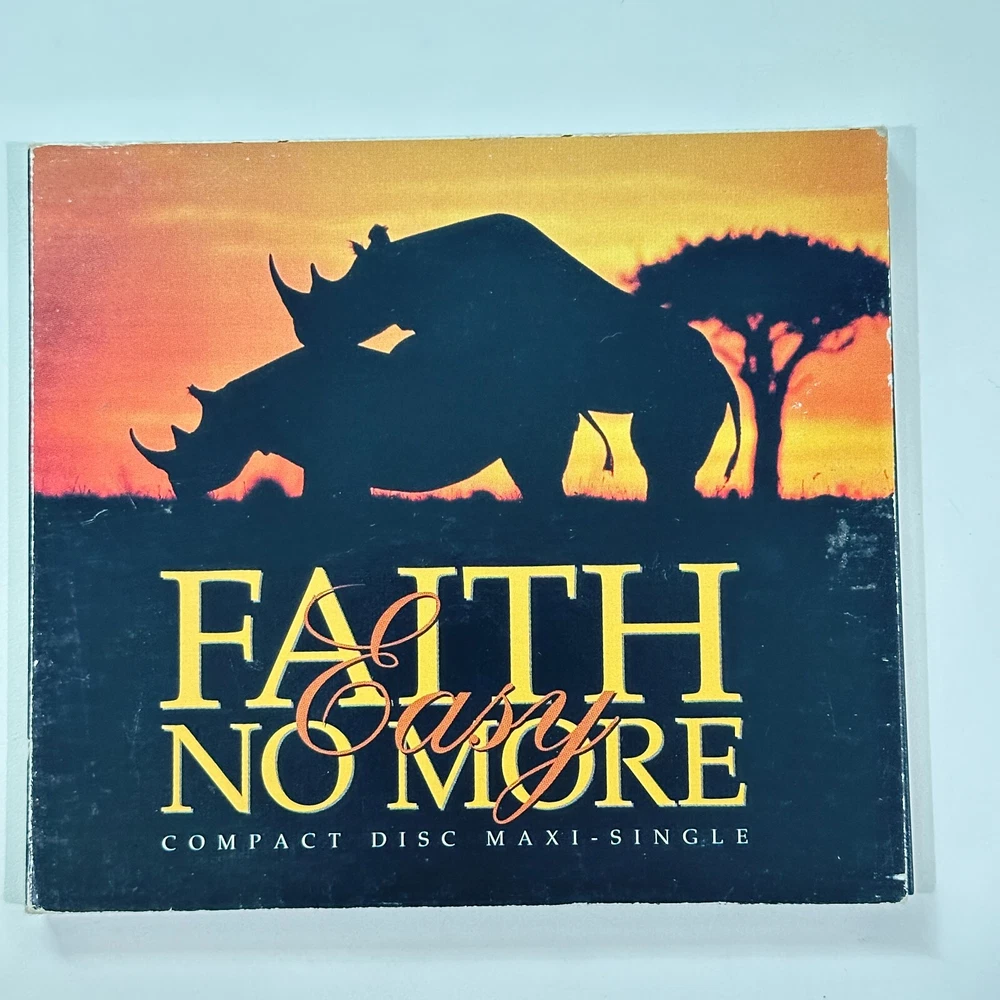 FAITH
Easy
NO MORE
COMPACT DISC MAXI-SINGLE